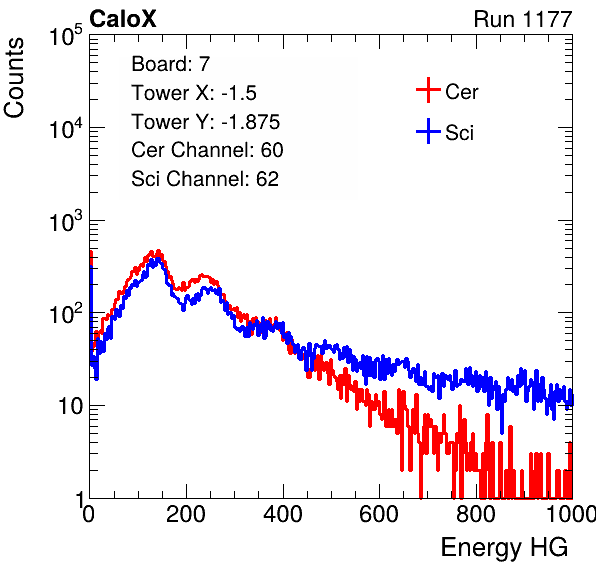 CaloX Run 1177
Counts
10^5
10^4
10^3
10^2
10
1
Board: 7
Tower X: -1.5
Tower Y: -1.875
Cer Channel: 60
Sci Channel: 62
Cer
Sci
0 200 400 600 800 1000
Energy HG